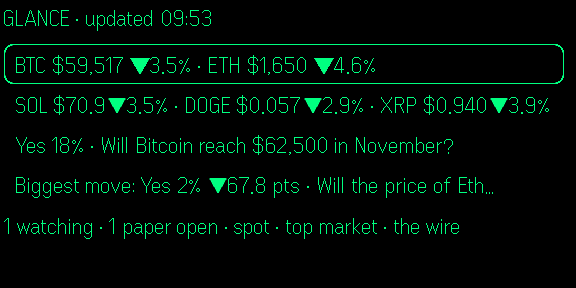 GLANCE · updated 09:53
BTC $59,517 ▼3.5% · ETH $1,650 ▼4.6%
SOL $70.9▼3.5% · DOGE $0.057▼2.9% · XRP $0.940▼3.9%
Yes 18% · Will Bitcoin reach $62,500 in November?
Biggest move: Yes 2% ▼67.8 pts · Will the price of Eth…
1 watching · 1 paper open · spot · top market · the wire